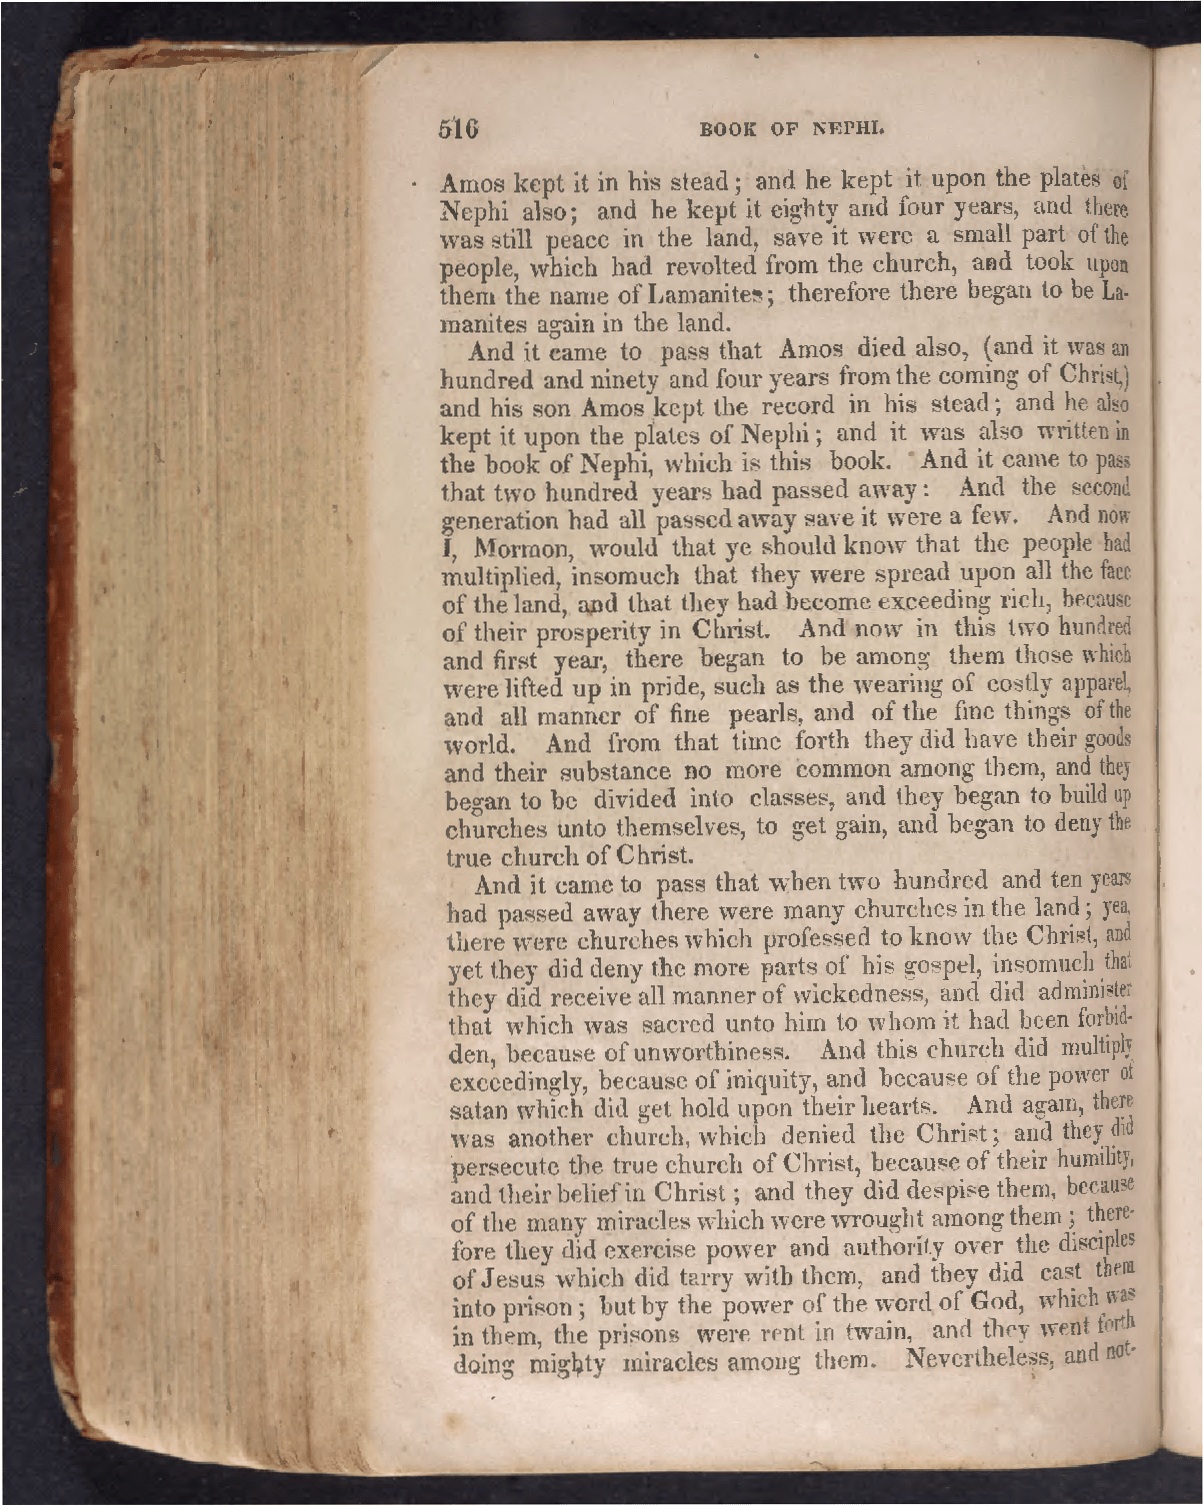 516 BOOK OF NEPHI.
Amos kept it in his stead; and he kept it upon the plates of
Nephi also; and he kept it eighty and four years, and there
was still peace in the land, save it were a small part of the
people, which had revolted from the church, and took upon
them the name of Lamanites; therefore there began to be La-
manites again in the land.
And it came to pass that Amos died also, (and it was an
hundred and ninety and four years from the coming of Christ,)
and his son Amos kept the record in his stead; and he also
kept it upon the plates of Nephi; and it was also written in
the book of Nephi, which is this book. And it came to pass
that two hundred years had passed away: And the second
generation had all passed away save it were a few. And now
I, Mormon, would that ye should know that the people had
multiplied, insomuch that they were spread upon all the face
of the land, and that they had become exceeding rich, because
of their prosperity in Christ. And now in this two hundred
and first year, there began to be among them those which
were lifted up in pride, such as the wearing of costly apparel,
and all manner of fine pearls, and of the fine things of the
world. And from that time forth they did have their goods
and their substance no more common among them, and they
began to be divided into classes, and they began to build up
churches unto themselves, to get gain, and began to deny the
true church of Christ.
And it came to pass that when two hundred and ten years
had passed away there were many churches in the land; yea,
there were churches which professed to know the Christ, and
yet they did deny the more parts of his gospel, insomuch that
they did receive all manner of wickedness, and did administer
that which was sacred unto him to whom it had been forbid-
den, because of unworthiness. And this church did multiply
exceedingly, because of iniquity, and because of the power of
satan which did get hold upon their hearts. And again, there
was another church, which denied the Christ; and they did
persecute the true church of Christ, because of their humility,
and their belief in Christ; and they did despise them, because
of the many miracles which were wrought among them; there-
fore they did exercise power and authority over the disciples
of Jesus which did tarry with them, and they did cast them
into prison; but by the power of the word of God, which was
in them, the prisons were rent in twain, and they went forth
doing mighty miracles among them. Nevertheless, and not-